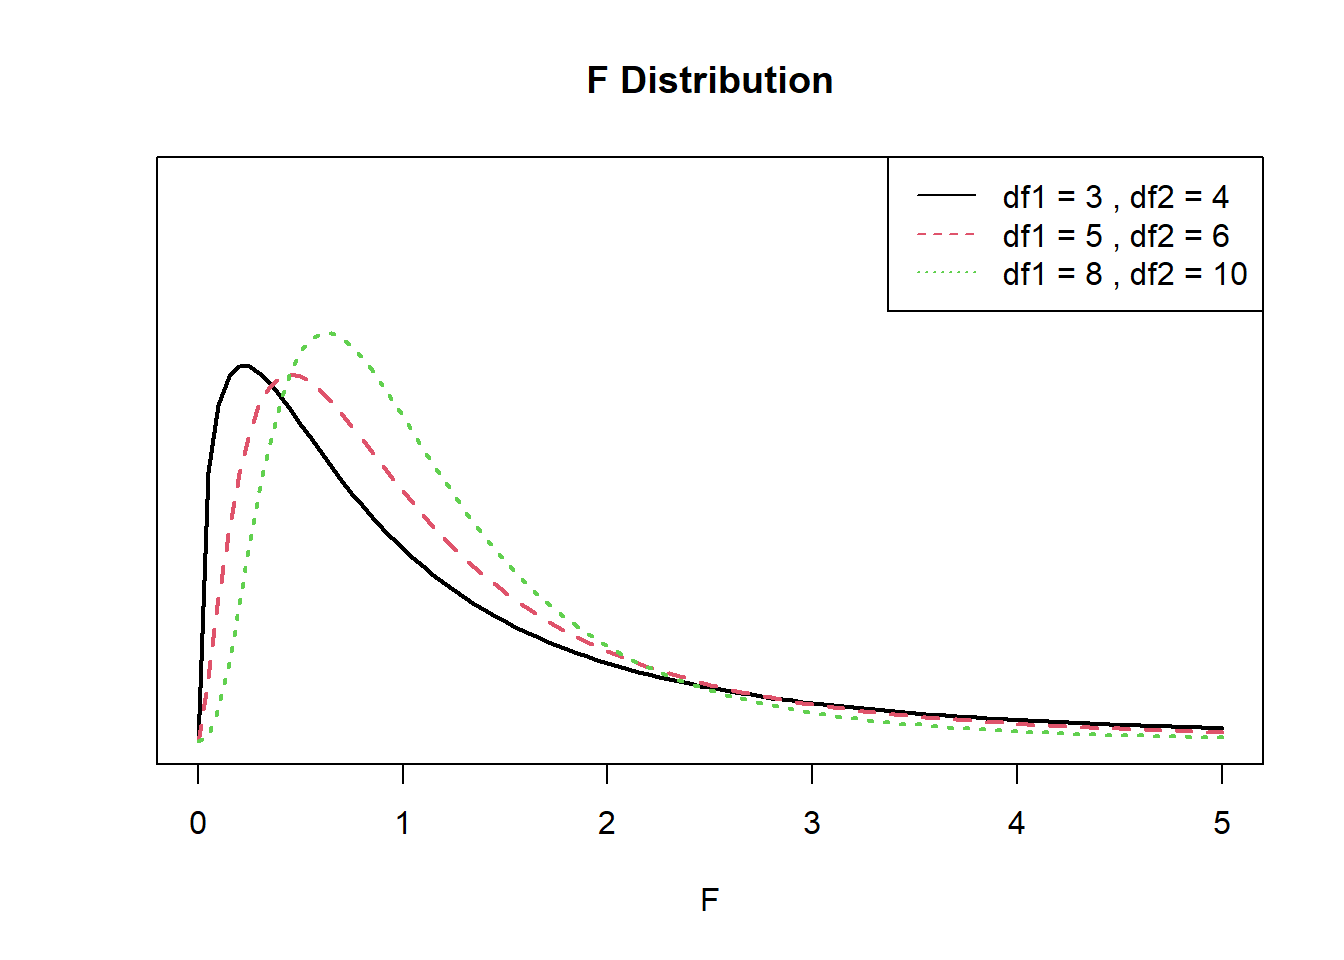 F Distribution
df1 = 3 , df2 = 4
df1 = 5 , df2 = 6
df1 = 8 , df2 = 10
0 1 2 3 4 5
F